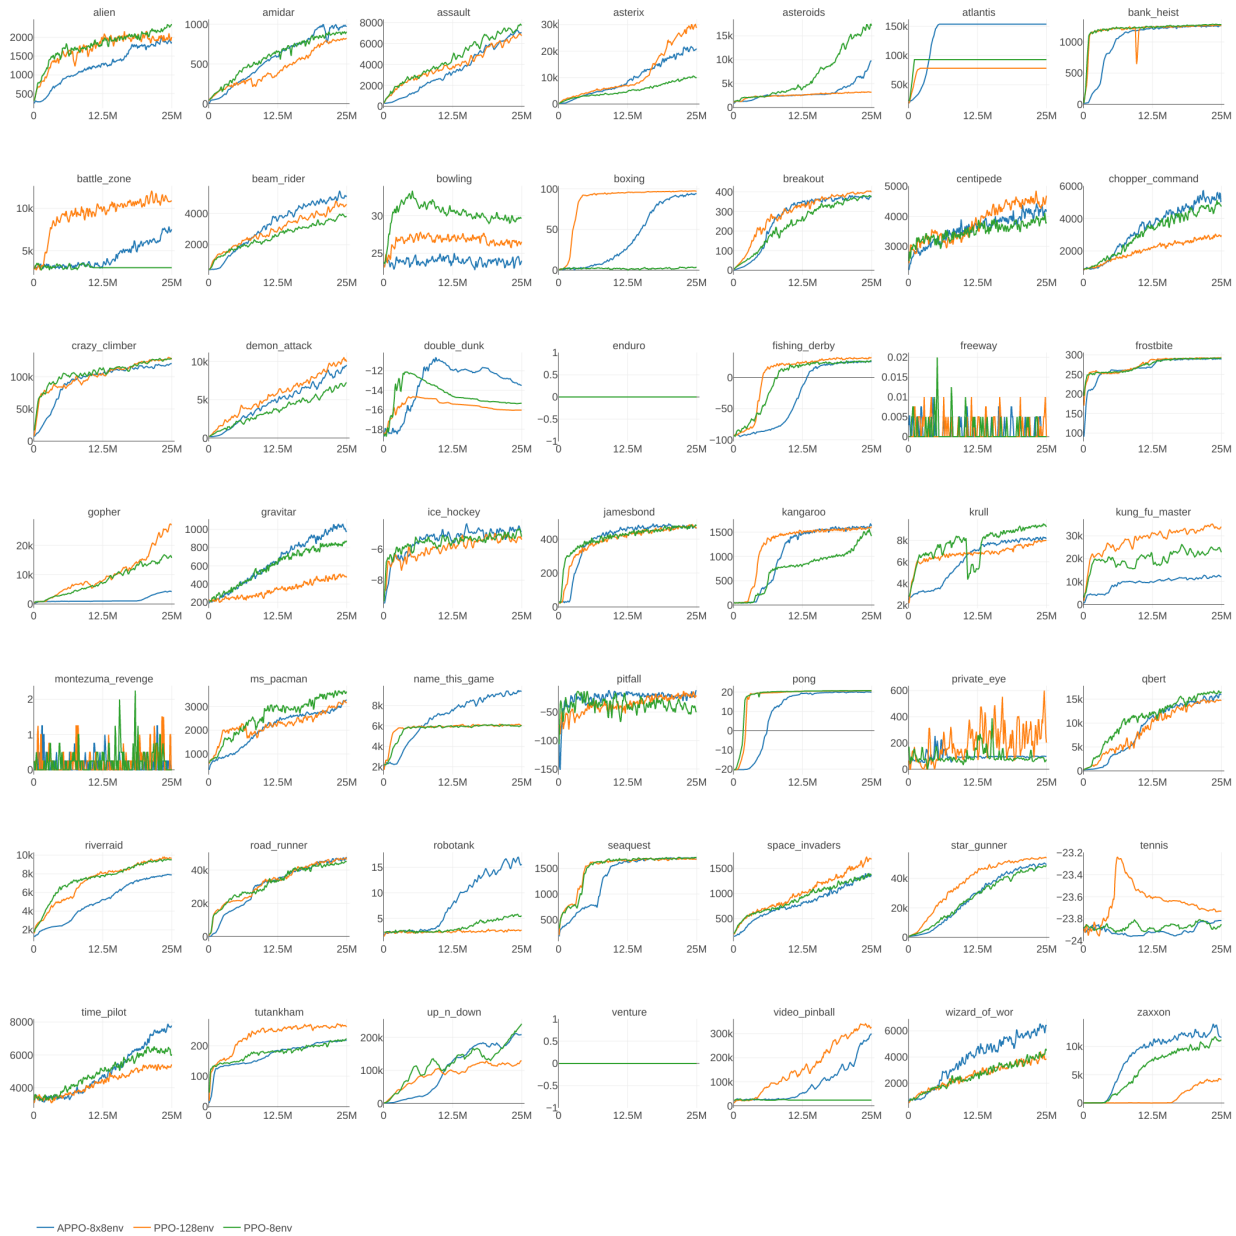 alien amidar assault asterix asteroids atlantis bank_heist
2000 1500 1000 500 0 12.5M 25M
1000 500 0 0 12.5M 25M
8000 6000 4000 2000 0 0 12.5M 25M
30k 20k 10k 0 0 12.5M 25M
15k 10k 5k 0 0 12.5M 25M
150k 100k 50k 0 12.5M 25M
1000 500 0 0 12.5M 25M
battle_zone beam_rider bowling boxing breakout centipede chopper_command
10k 5k 0 12.5M 25M
4000 2000 0 12.5M 25M
30 25 0 12.5M 25M
100 50 0 0 12.5M 25M
400 300 200 100 0 0 12.5M 25M
5000 4000 3000 0 12.5M 25M
6000 4000 2000 0 12.5M 25M
crazy_climber demon_attack double_dunk enduro fishing_derby freeway frostbite
100k 50k 0 0 12.5M 25M
10k 5k 0 0 12.5M 25M
−12 −14 −16 −18 0 12.5M 25M
1 0.5 0 −0.5 −1 0 12.5M 25M
0 −50 −100 0 12.5M 25M
0.02 0.015 0.01 0.005 0 0 12.5M 25M
300 250 200 150 100 0 12.5M 25M
gopher gravitar ice_hockey jamesbond kangaroo krull kung_fu_master
20k 10k 0 0 12.5M 25M
1000 800 600 400 200 0 12.5M 25M
−6 −8 0 12.5M 25M
400 200 0 0 12.5M 25M
1500 1000 500 0 0 12.5M 25M
8k 6k 4k 2k 0 12.5M 25M
30k 20k 10k 0 0 12.5M 25M
montezuma_revenge ms_pacman name_this_game pitfall pong private_eye qbert
2 1 0 0 12.5M 25M
3000 2000 1000 0 12.5M 25M
8k 6k 4k 2k 0 12.5M 25M
−50 −100 −150 0 12.5M 25M
20 10 0 −10 −20 0 12.5M 25M
600 400 200 0 0 12.5M 25M
15k 10k 5k 0 0 12.5M 25M
riverraid road_runner robotank seaquest space_invaders star_gunner tennis
10k 8k 6k 4k 2k 0 12.5M 25M
40k 20k 0 0 12.5M 25M
15 10 5 0 12.5M 25M
1500 1000 500 0 12.5M 25M
1500 1000 500 0 12.5M 25M
40k 20k 0 0 12.5M 25M
−23.2 −23.4 −23.6 −23.8 −24 0 12.5M 25M
time_pilot tutankham up_n_down venture video_pinball wizard_of_wor zaxxon
8000 6000 4000 0 12.5M 25M
200 100 0 0 12.5M 25M
200k 100k 0 0 12.5M 25M
1 0.5 0 −0.5 −1 0 12.5M 25M
300k 200k 100k 0 0 12.5M 25M
6000 4000 2000 0 12.5M 25M
10k 5k 0 0 12.5M 25M
APPO-8x8env PPO-128env PPO-8env